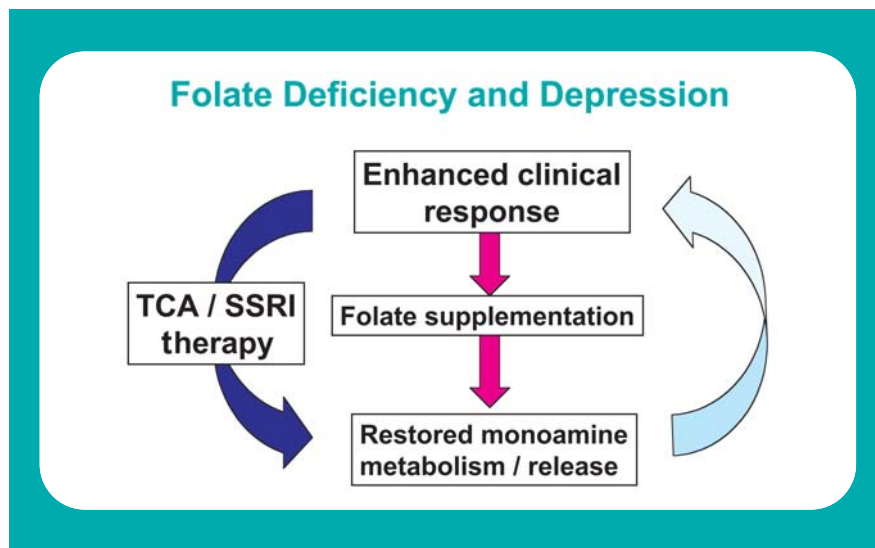 Folate Deficiency and Depression
Enhanced clinical
response
TCA / SSRI
therapy
Folate supplementation
Restored monoamine
metabolism / release